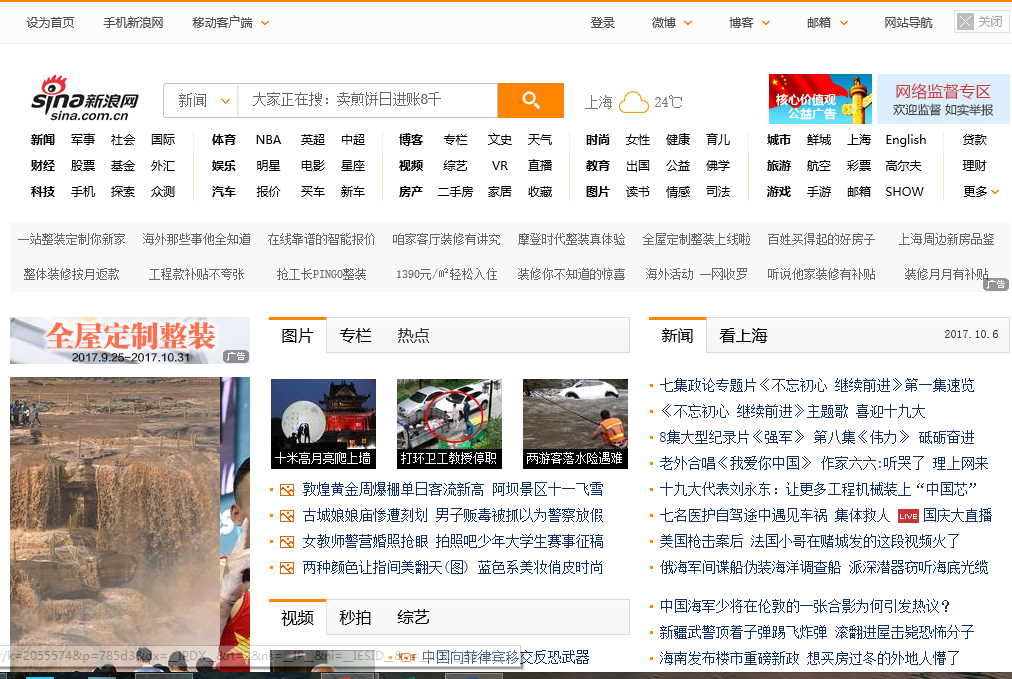 设为首页 手机新浪网 移动客户端 登录 微博 博客 邮箱 网站导航 关闭
sina新浪网
sina.com.cn
新闻 大家正在搜：卖煎饼日进账8千
上海 24℃
核心价值观
公益广告
网络监督专区
欢迎监督 如实举报
新闻 军事 社会 国际 体育 NBA 英超 中超 博客 专栏 文史 天气 时尚 女性 健康 育儿 城市 鲜城 上海 English 贷款
财经 股票 基金 外汇 娱乐 明星 电影 星座 视频 综艺 VR 直播 教育 出国 公益 佛学 旅游 航空 彩票 高尔夫 理财
科技 手机 探索 众测 汽车 报价 买车 新车 房产 二手房 家居 收藏 图片 读书 情感 司法 游戏 手游 邮箱 SHOW 更多
一站整装定制你新家 海外那些事他全知道 在线靠谱的智能报价 咱家客厅装修有讲究 摩登时代整装真体验 全屋定制整装上线啦 百姓买得起的好房子 上海周边新房品鉴
整体装修按月返款 工程款补贴不夸张 抢工长PINGO整装 1390元/㎡轻松入住 装修你不知道的惊喜 海外活动 一网收罗 听说他家装修有补贴 装修月月有补贴
广告
全屋定制整装
2017.9.25-2017.10.31
广告
图片 专栏 热点
十米高月亮爬上墙 打环卫工教授停职 两游客落水险遇难
敦煌黄金周爆棚单日客流新高 阿坝景区十一飞雪
古城娘娘庙惨遭刻划 男子贩毒被抓以为警察放假
女教师警营婚照抢眼 拍照吧少年大学生赛事征稿
两种颜色让指间美翻天(图) 蓝色系美妆俏皮时尚
视频 秒拍 综艺
中国向菲律宾移交反恐武器
新闻 看上海 2017.10.6
七集政论专题片《不忘初心 继续前进》第一集速览
《不忘初心 继续前进》主题歌 喜迎十九大
8集大型纪录片《强军》 第八集《伟力》 砥砺奋进
老外合唱《我爱你中国》 作家六六:听哭了 理上网来
十九大代表刘永东：让更多工程机械装上“中国芯”
七名医护自驾途中遇见车祸 集体救人 LIVE 国庆大直播
美国枪击案后 法国小哥在赌城发的这段视频火了
俄海军间谍船伪装海洋调查船 派深潜器窃听海底光缆
中国海军少将在伦敦的一张合影为何引发热议？
新疆武警顶着子弹踢飞炸弹 滚翻进屋击毙恐怖分子
海南发布楼市重磅新政 想买房过冬的外地人懵了